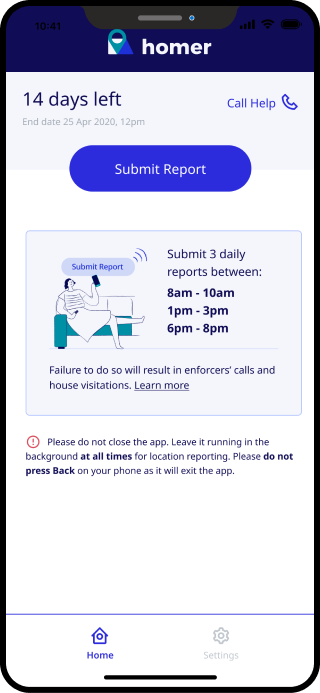 10:41
homer
14 days left
Call Help
End date 25 Apr 2020, 12pm
Submit Report
Submit Report
Submit 3 daily
reports between:
8am - 10am
1pm - 3pm
6pm - 8pm
Failure to do so will result in enforcers’ calls and
house visitations. Learn more
Please do not close the app. Leave it running in the
background at all times for location reporting. Please do not
press Back on your phone as it will exit the app.
Home
Settings